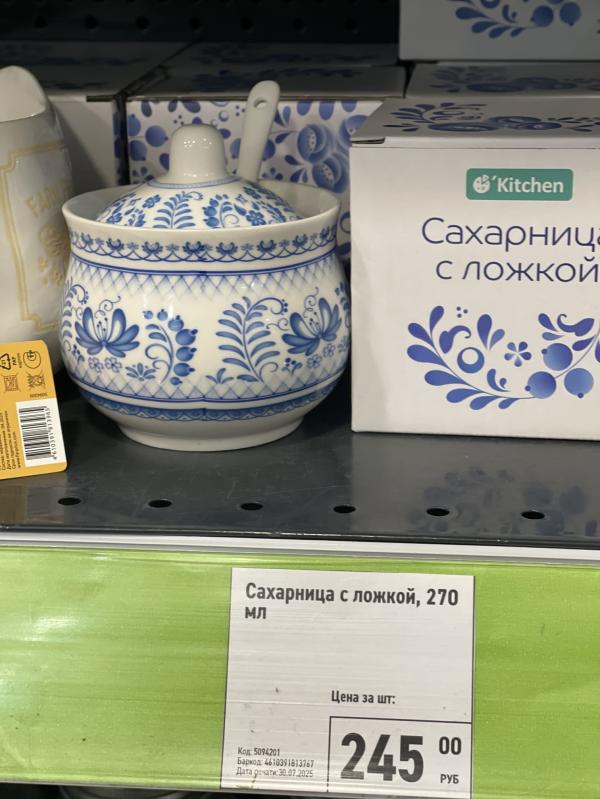 'Kitchen
Сахарница
с ложкой
Сахарница с ложкой, 270
мл
Цена за шт:
Код: 5094201
Баркод: 4610391813767
Дата печати:30.07.2025
245 00
РУБ